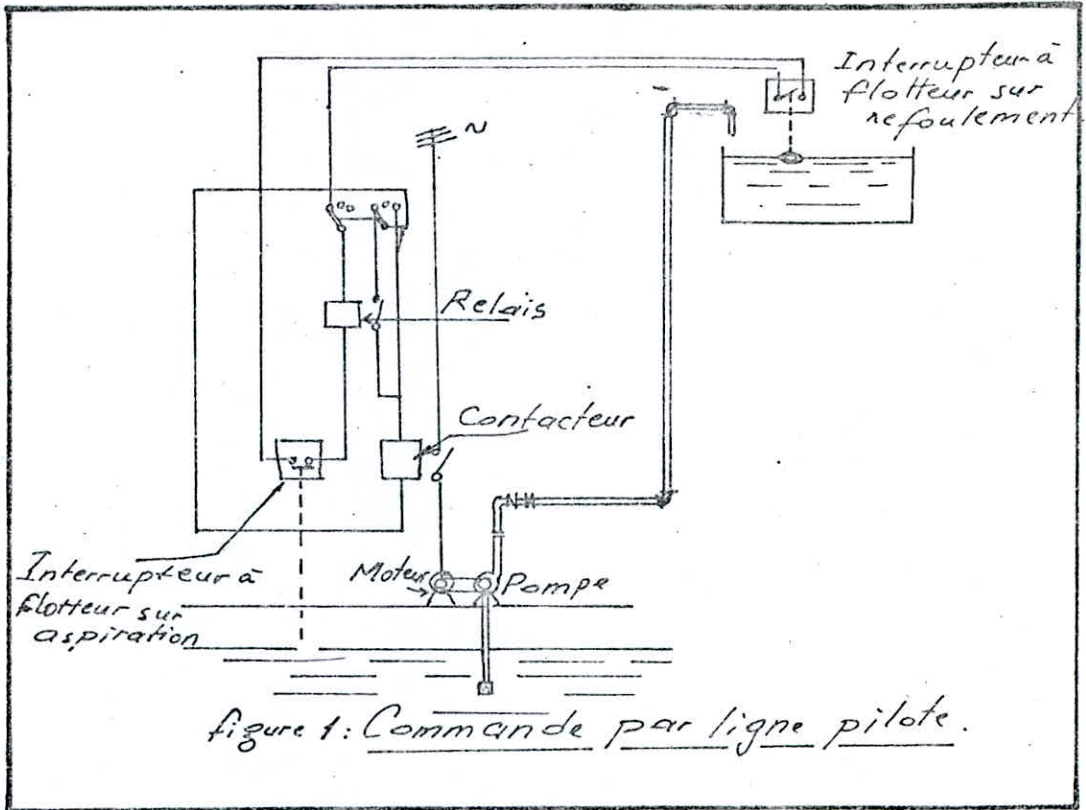 Interrupteur à
flotteur sur
refoulement
N
Relais
Contacteur
Interrupteur à
flotteur sur
aspiration
Moteur
Pompe
figure 1: Commande par ligne pilote.